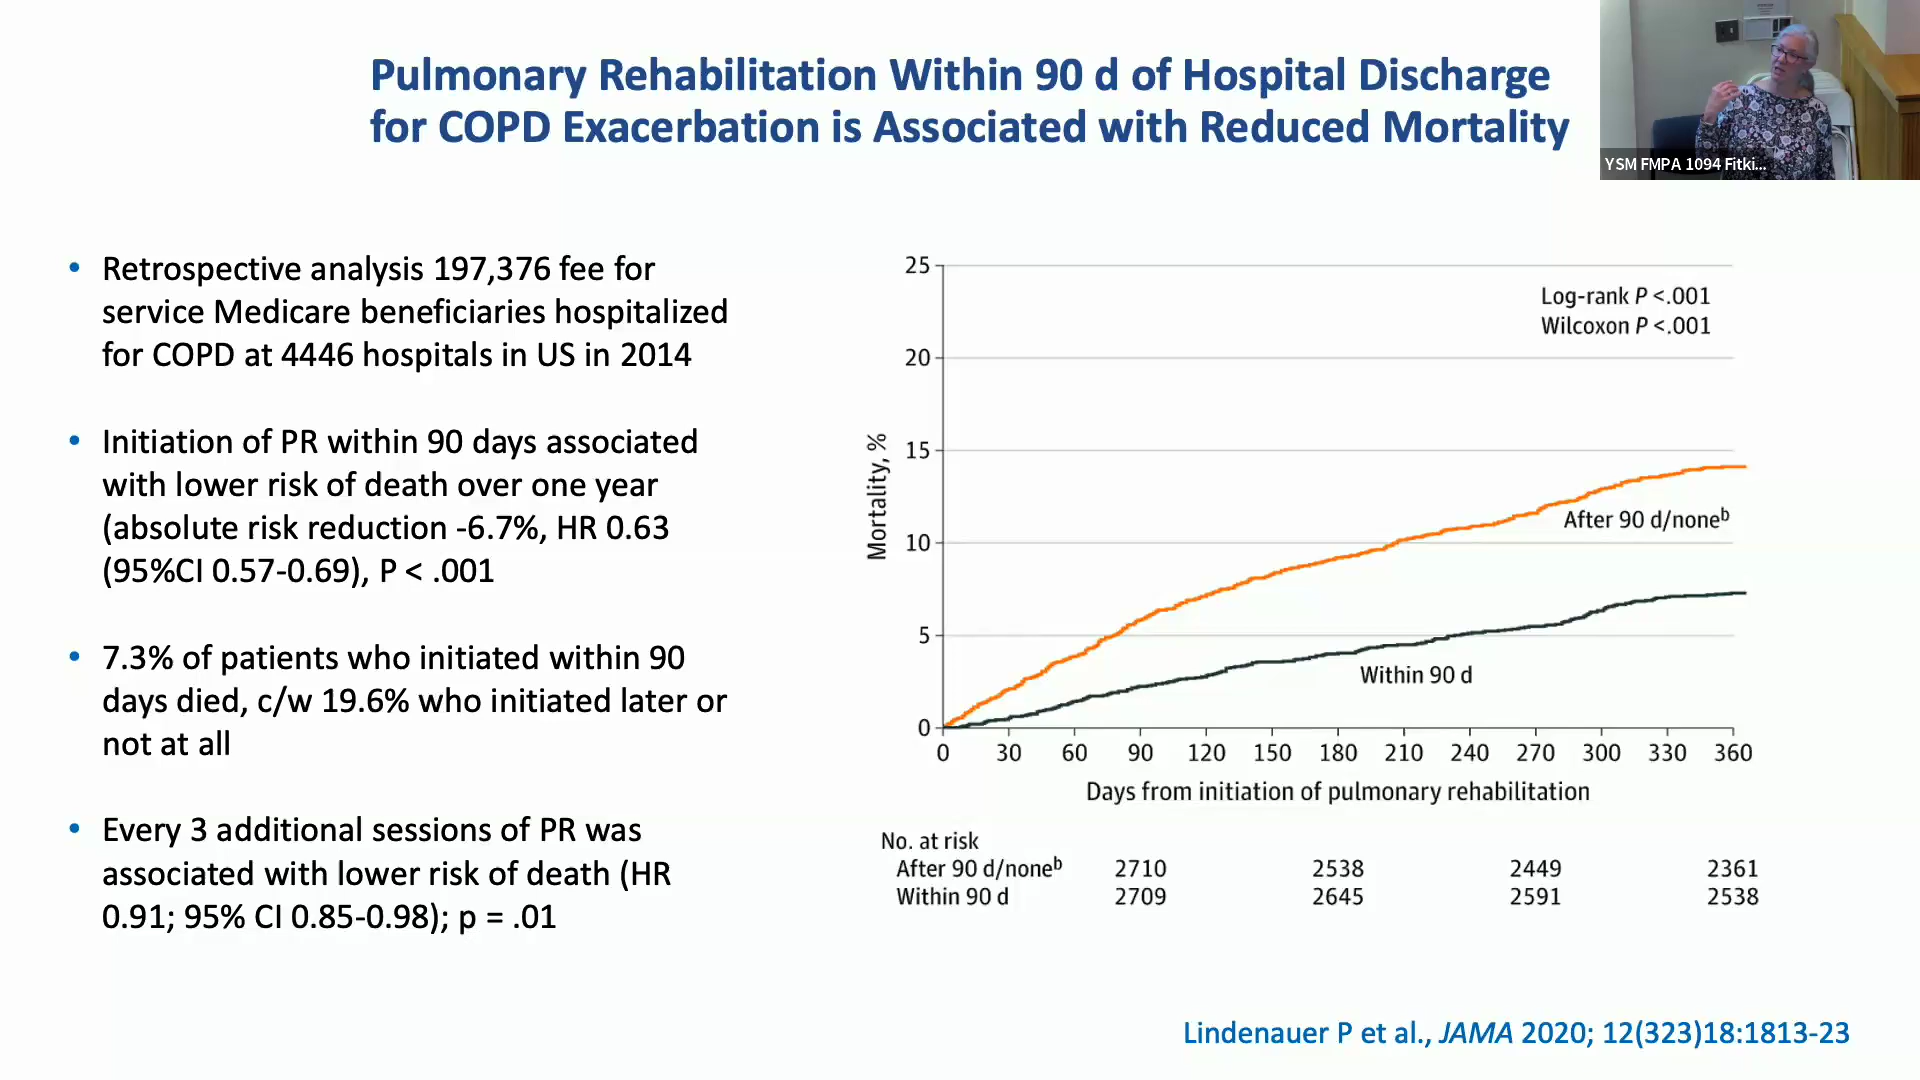 Pulmonary Rehabilitation Within 90 d of Hospital Discharge
for COPD Exacerbation is Associated with Reduced Mortality
YSM FMPA 1094 Fitki...
• Retrospective analysis 197,376 fee for
service Medicare beneficiaries hospitalized
for COPD at 4446 hospitals in US in 2014
• Initiation of PR within 90 days associated
with lower risk of death over one year
(absolute risk reduction -6.7%, HR 0.63
(95%CI 0.57-0.69), P < .001
• 7.3% of patients who initiated within 90
days died, c/w 19.6% who initiated later or
not at all
• Every 3 additional sessions of PR was
associated with lower risk of death (HR
0.91; 95% CI 0.85-0.98); p = .01
Mortality, %
25
20
15
10
5
0
Log-rank P <.001
Wilcoxon P <.001
After 90 d/noneᵇ
Within 90 d
0 30 60 90 120 150 180 210 240 270 300 330 360
Days from initiation of pulmonary rehabilitation
No. at risk
After 90 d/noneᵇ 2710 2538 2449 2361
Within 90 d 2709 2645 2591 2538
Lindenauer P et al., JAMA 2020; 12(323)18:1813-23